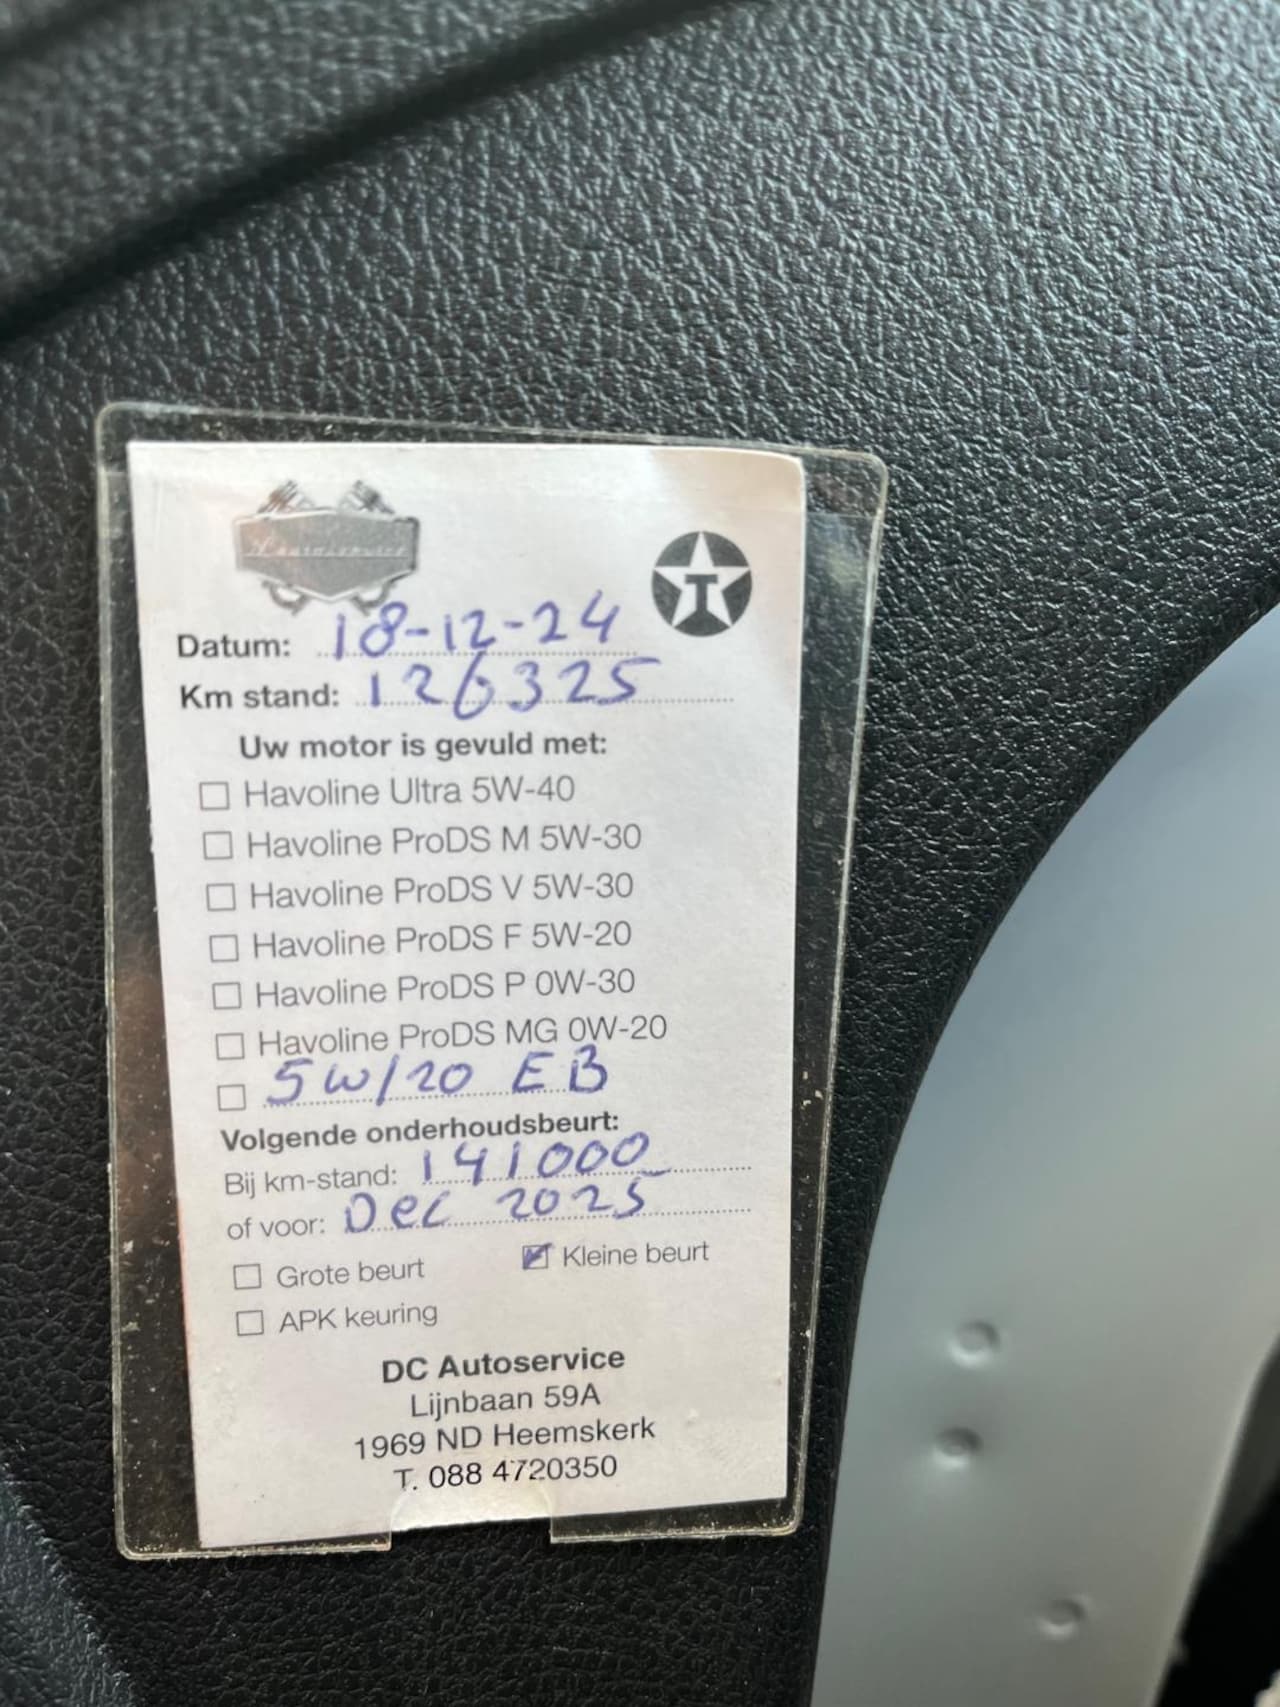 autoservice
T
Datum: 18-12-24
Km stand: 126325
Uw motor is gevuld met:
Havoline Ultra 5W-40
Havoline ProDS M 5W-30
Havoline ProDS V 5W-30
Havoline ProDS F 5W-20
Havoline ProDS P 0W-30
Havoline ProDS MG 0W-20
5W/20 EB
Volgende onderhoudsbeurt:
Bij km-stand: 141000
of voor: Dec 2025
Grote beurt Kleine beurt
APK keuring
DC Autoservice
Lijnbaan 59A
1969 ND Heemskerk
T. 088 4720350